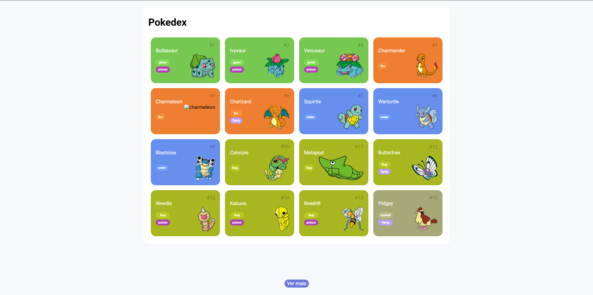 Pokedex
#1
Bulbasaur
grass
poison
#2
Ivysaur
grass
poison
#3
Venusaur
grass
poison
#4
Charmander
fire
#5
Charmeleon
charmeleon
fire
#6
Charizard
fire
flying
#7
Squirtle
water
#8
Wartortle
water
#9
Blastoise
water
#10
Caterpie
bug
#11
Metapod
bug
#12
Butterfree
bug
flying
#13
Weedle
bug
poison
#14
Kakuna
bug
poison
#15
Beedrill
bug
poison
#16
Pidgey
normal
flying
Ver mais